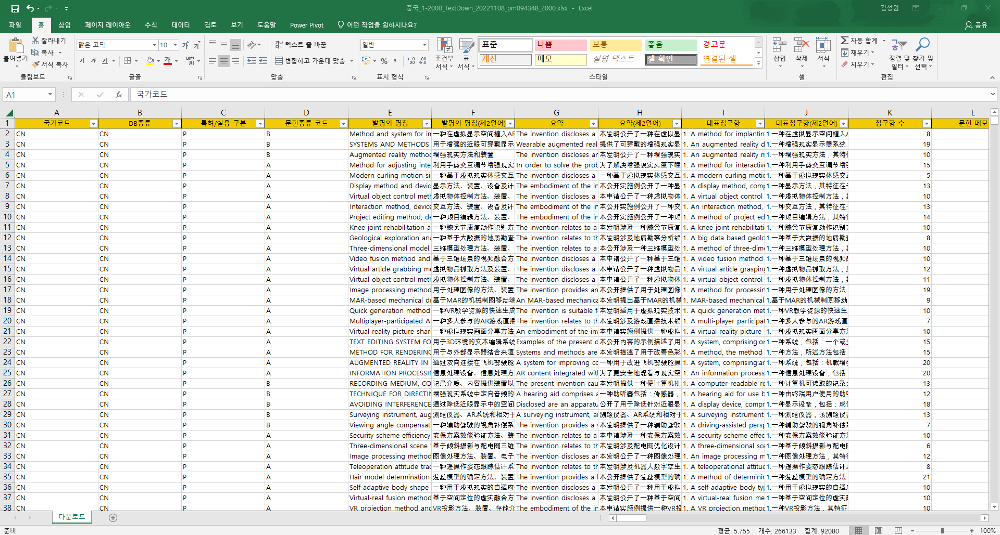 중국_1-2000_TextDown_20221108_pm094348_2000.xlsx - Excel
김성원
파일 홈 삽입 페이지 레이아웃 수식 데이터 검토 보기 도움말 Power Pivot 어떤 작업을 원하시나요? 공유
붙여넣기 잘라내기 복사 서식 복사 클립보드
맑은 고딕 10 가 가 가 가 가 내천 가 글꼴
텍스트 줄 바꿈 병합하고 가운데 맞춤 맞춤
일반 % 표시 형식
조건부 서식 표 서식 표준 나쁨 보통 좋음 경고문
계산 메모 설명 텍스트 셀 확인 연결된 셀 스타일
삽입 삭제 서식 셀
자동 합계 채우기 지우기 정렬 및 필터 찾기 및 선택 편집
A1 fx 국가코드
A B C D E F G H I J K L
1 국가코드 DB종류 특허/실용 구분 문헌종류 코드 발명의 명칭 발명의 명칭(제2언어) 요약 요약(제2언어) 대표청구항 대표청구항(제2언어) 청구항 수 문헌 메모
2 CN CN P B Method and system for im 一种在虚拟显示空间植入AR The invention discloses a 本发明公开了一种在虚拟显 1. A method for implantin 1.一种在虚拟显示空间植入A 8
3 CN CN P B SYSTEMS AND METHODS 用于增强的近眼可穿戴显示 Wearable augmented real 提供了可穿戴的增强现实显 1. An augmented reality d 1.一种增强现实显示器系统 19
4 CN CN P B Augmented reality method 增强现实方法和装置 The invention discloses an 本发明公开了一种增强现实 1. An augmented reality m 1.一种增强现实方法，其特征 10
5 CN CN P A Method for adjusting inte 利用手势交互调节增强现实 In order to solve the prob 为了解决增强现实头盔下瞳 1. A method for interactiv 1.一种利用手势交互调节增强 15
6 CN CN P A Modern curling motion si 一种基于虚拟现实体感交互 The invention discloses a 一种基于虚拟现实体感交互 1. A modern curling motic 1.一种基于虚拟现实体感交互 5
7 CN CN P A Display method and devic 显示方法、装置、设备及计 The embodiment of the in 本公开实施例公开了一种显 1. A display method, com 1.一种显示方法，其特征在于 13
8 CN CN P A Virtual object control meth 虚拟物体控制方法、装置、 The invention discloses a 本申请公开了一种虚拟物体 1. A virtual object control 1.一种虚拟物体控制方法，其 10
9 CN CN P A Interaction method, device 交互方法、装置、设备及计 The embodiment of the in 本公开实施例公开了一种交 1. An interaction method, 1.一种交互方法，其特征在于 13
10 CN CN P A Project editing method, de 一种项目编辑方法、装置、 The embodiment of the in 本公开实施例公开了一种项 1. A method of project ed 1.一种项目编辑方法，其特征 14
11 CN CN P A Knee joint rehabilitation a 一种膝关节康复动作识别方 The invention relates to a 本发明涉及一种膝关节康复 1. A knee joint rehabilitati 1.一种膝关节康复动作识别方 10
12 CN CN P A Geological exploration ana 一种基于大数据的地质勘查 The invention relates to th 本发明涉及地质勘察分析领 1. A big data based geolo 1.一种基于大数据的地质勘查 8
13 CN CN P A Three-dimensional model 三维模型处理方法、装置、 The invention relates to a 本公开涉及一种三维模型处 1. A method of three-dime 1.一种三维模型处理方法，其 10
14 CN CN P A Video fusion method and 基于三维场景的视频融合方 The invention discloses a 本申请公开了一种基于三维 1. A video fusion method 1.一种基于三维场景的视频融 10
15 CN CN P A Virtual article grabbing me 虚拟物品抓取方法及装置、 The invention discloses a 本申请公开了一种虚拟物品 1. A virtual article grasping 1.一种虚拟物品抓取方法，其 12
16 CN CN P A Virtual object control meth 虚拟物体控制方法、装置、 The invention discloses a 本申请公开了一种虚拟物体 1. A virtual object control 1.一种虚拟物体控制方法，其 11
17 CN CN P A Image processing method 用于处理图像的方法、装置 The invention provides an 本公开提供了用于处理图像 1. A method for processin 1.一种用于处理图像的方法 19
18 CN CN P A MAR-based mechanical dr 基于MAR的机械制图移动端 An MAR-based mechanica 本发明提出基于MAR的机械 1. MAR-based mechanical 1.基于MAR的机械制图移动 9
19 CN CN P A Quick generation method 一种VR教学资源的快速生成 The invention is suitable f 本发明适用于虚拟现实技术 1. A quick generation met 1.一种VR教学资源的快速生 10
20 CN CN P A Multiplayer-participated A 一种多人参与的AR游戏直播 The invention relates to th 本发明涉及游戏直播技术领 1. A multi-player participat 1.一种多人参与的AR游戏直 7
21 CN CN P A Virtual reality picture shari 一种虚拟现实画面分享方法 An embodiment of the inv 本申请实施例提供一种虚拟 1. A virtual reality picture 1.一种虚拟现实画面分享方法 10
22 CN CN P A TEXT EDITING SYSTEM FO 用于3D环境的文本编辑系统 Examples of the present d 本公开内容的示例描述了用 1. A system, comprising:or 1.一种系统，包括：一个或多 15
23 CN CN P A METHOD FOR RENDERING 用于与外部显示器结合来渲 Systems and methods are 本发明描述了用于改善色彩 1. A method, the method 1.一种方法，所述方法包括 15
24 CN CN P A AUGMENTED REALITY IN 通过双向连接在飞机驾驶舱 A system for improving co 一种用于改进飞机驾驶舱操 1. A system, comprising:ar 1.一种系统，包括：机载增强 20
25 CN CN P A INFORMATION PROCESSIN 信息处理设备、信息处理方 AR content integrated with 为了更安全地观看与现实空 1. An information process 1.一种信息处理设备，包括 20
26 CN CN P B RECORDING MEDIUM, CO 记录介质、内容提供装置以 The present invention cau 本发明提供一种使计算机执 1. A computer-readable re 1.一种计算机可读取的记录介 13
27 CN CN P B TECHNIQUE FOR DIRECTIN 增强现实系统中定向音频的 A hearing aid comprises a 一种助听器包括：传感器， 1. A hearing aid for use b 1.一种由终端用户使用的助听 12
28 CN CN P B AVOIDING INTERFERENCE 通过降低近眼显示中的空间 Disclosed are an apparatu 公开了用于降低针对近眼显 1. A display device, compr 1.一种显示设备，包括：成像 18
29 CN CN P B Surveying instrument, aug 测绘仪器、AR系统和相对于 A surveying instrument, ar 测绘仪器、AR系统和相对于 1. A surveying instrument 1.一种测绘仪器，该测绘仪器 13
30 CN CN P B Viewing angle compensati 一种辅助驾驶的视角补偿系 The invention provides a v 本发明提供了一种辅助驾驶 1. A driving-assisted persp 1.一种辅助驾驶的视角补偿系 7
31 CN CN P A Security scheme efficiency 安保方案效能验证方法、装 The invention relates to a 本申请涉及一种安保方案效 1. A security scheme effec 1.一种安保方案效能验证方法 10
32 CN CN P A Three-dimensional scene 基于倾斜摄影与配电网三维 The invention relates to th 本发明涉及配电网优化设计 1. A three-dimensional sce 1.一种基于倾斜摄影与配电网 6
33 CN CN P A Image processing method 图像处理方法、装置、电子 The invention discloses an 本发明公开了一种图像处理 1. An image processing m 1.一种图像处理方法，其特征 12
34 CN CN P A Teleoperation attitude trac 一种遥操作姿态跟踪估计系 The invention relates to th 本发明涉及机器人数字孪生 1. A teleoperational attituc 1.一种遥操作姿态跟踪估计系 8
35 CN CN P A Hair model determination 发丝模型的确定方法、装置 The invention provides a l 本公开提供了发丝模型的确 1. A method of determinir 1.一种发丝模型的确定方法 21
36 CN CN P A Self-adaptive body shape 一种用于虚拟现实的自适应 The invention discloses a 本发明公开了一种用于虚拟 1. A self-adaptive body typ 1.一种用于虚拟现实的自适应 10
37 CN CN P A Virtual-real fusion method 基于空间定位的虚实融合方 The invention discloses a 本发明公开了一种基于空间 1. A virtual-real fusion me 1.一种基于空间定位的虚实融 10
38 CN CN P A VR projection method and VR投影方法、装置、存储介 The embodiment of the in 本申请实施例提供一种VR投 1. A VR projection method 1.一种VR投影方法，其特征 10
다운로드
준비 평균: 5.755 개수: 266133 합계: 92080 100%